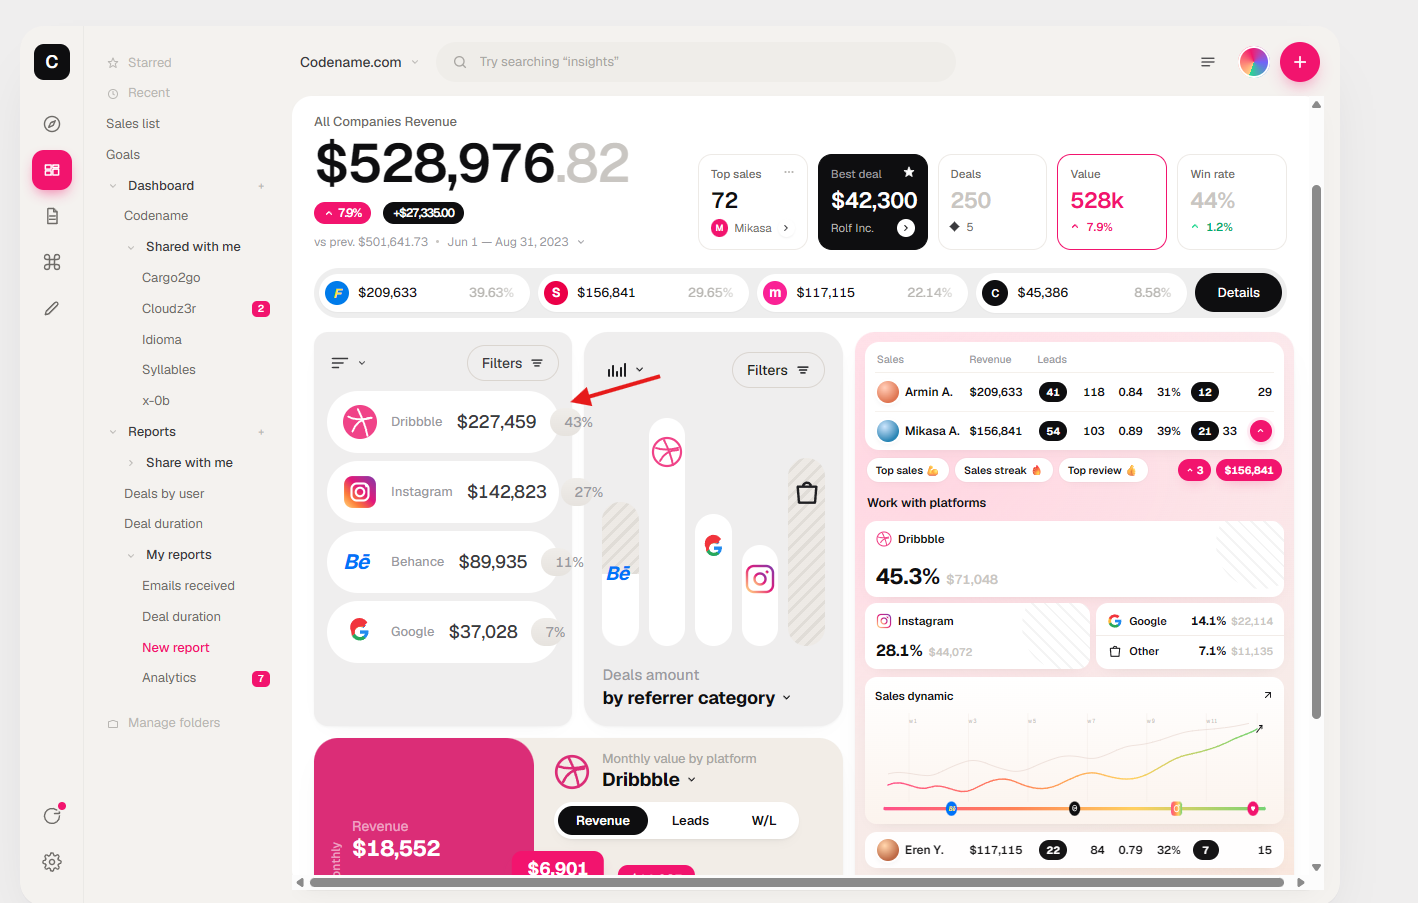 C
Starred
Recent
Sales list
Goals
Dashboard
Codename
Shared with me
Cargo2go
Cloudz3r 2
Idioma
Syllables
x-0b
Reports
Share with me
Deals by user
Deal duration
My reports
Emails received
Deal duration
New report
Analytics 7
Manage folders
Codename.com
Try searching “insights”
All Companies Revenue
$528,976.82
7.9% +$27,335.00
vs prev. $501,641.73 • Jun 1 — Aug 31, 2023
Top sales
72
M Mikasa
Best deal
$42,300
Rolf Inc.
Deals
250
5
Value
528k
7.9%
Win rate
44%
1.2%
F $209,633 39.63%
S $156,841 29.65%
m $117,115 22.14%
C $45,386 8.58%
Details
Filters
Dribbble $227,459 43%
Instagram $142,823 27%
Bē Behance $89,935 11%
Google $37,028 7%
Filters
Bē
Deals amount
by referrer category
Sales Revenue Leads
Armin A. $209,633 41 118 0.84 31% 12 29
Mikasa A. $156,841 54 103 0.89 39% 21 33
Top sales 💪 Sales streak 🔥 Top review 👍 3 $156,841
Work with platforms
Dribbble
45.3% $71,048
Instagram
28.1% $44,072
Google 14.1% $22,114
Other 7.1% $11,135
Sales dynamic
W 1 W 3 W 5 W 7 W 9 W 11
Eren Y. $117,115 22 84 0.79 32% 7 15
Revenue
$18,552
Monthly value by platform
Dribbble
Revenue Leads W/L
$6,901